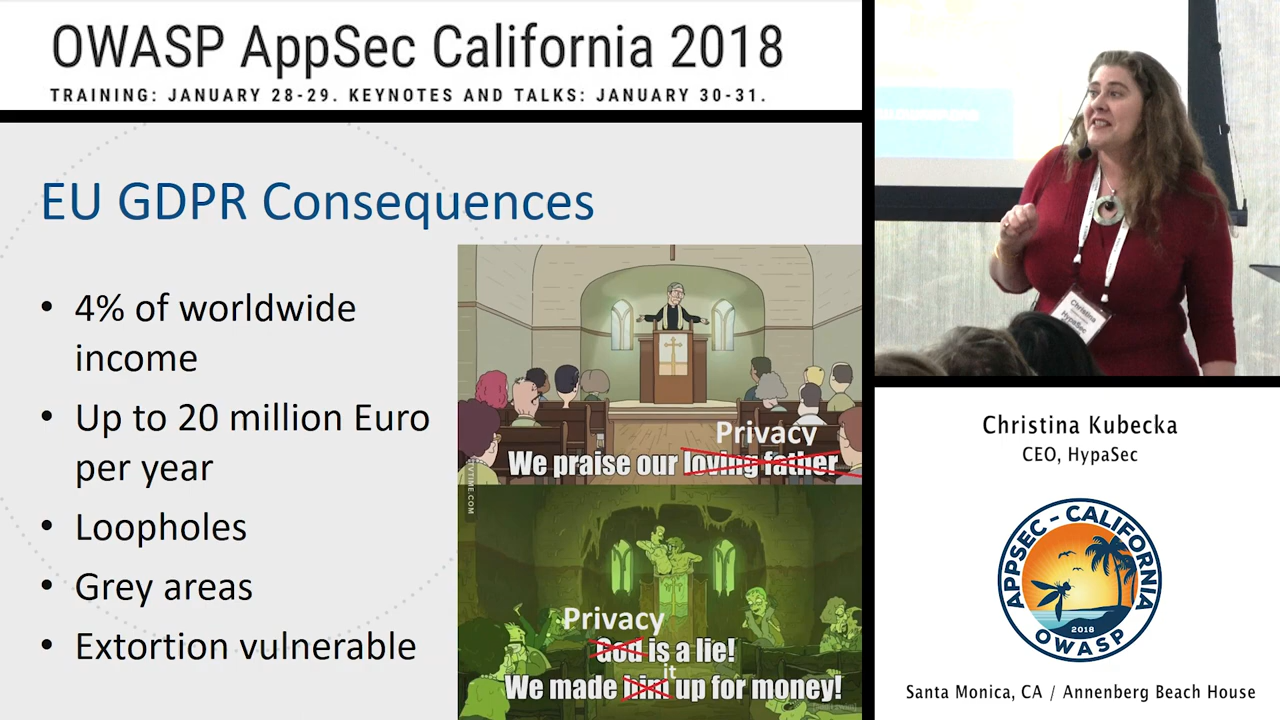 OWASP AppSec California 2018
TRAINING: JANUARY 28-29. KEYNOTES AND TALKS: JANUARY 30-31.
EU GDPR Consequences
• 4% of worldwide
income
• Up to 20 million Euro
per year
• Loopholes
• Grey areas
• Extortion vulnerable
Privacy
We praise our loving father
Privacy
God is a lie!
it
We made him up for money!
Christina
HypaSec
Christina Kubecka
CEO, HypaSec
APPSEC - CALIFORNIA
2018
OWASP
Santa Monica, CA / Annenberg Beach House